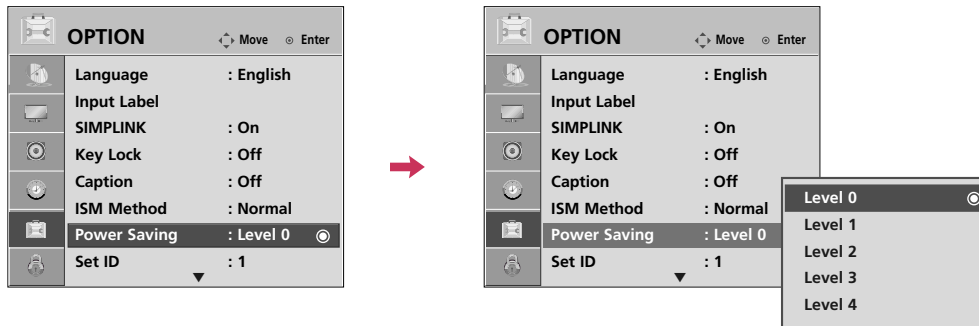 OPTION Move Enter
Language : English
Input Label
SIMPLINK : On
Key Lock : Off
Caption : Off
ISM Method : Normal
Power Saving : Level 0
Set ID : 1
OPTION Move Enter
Language : English
Input Label
SIMPLINK : On
Key Lock : Off
Caption : Off
ISM Method : Normal
Power Saving : Level 0
Set ID : 1
Level 0
Level 1
Level 2
Level 3
Level 4